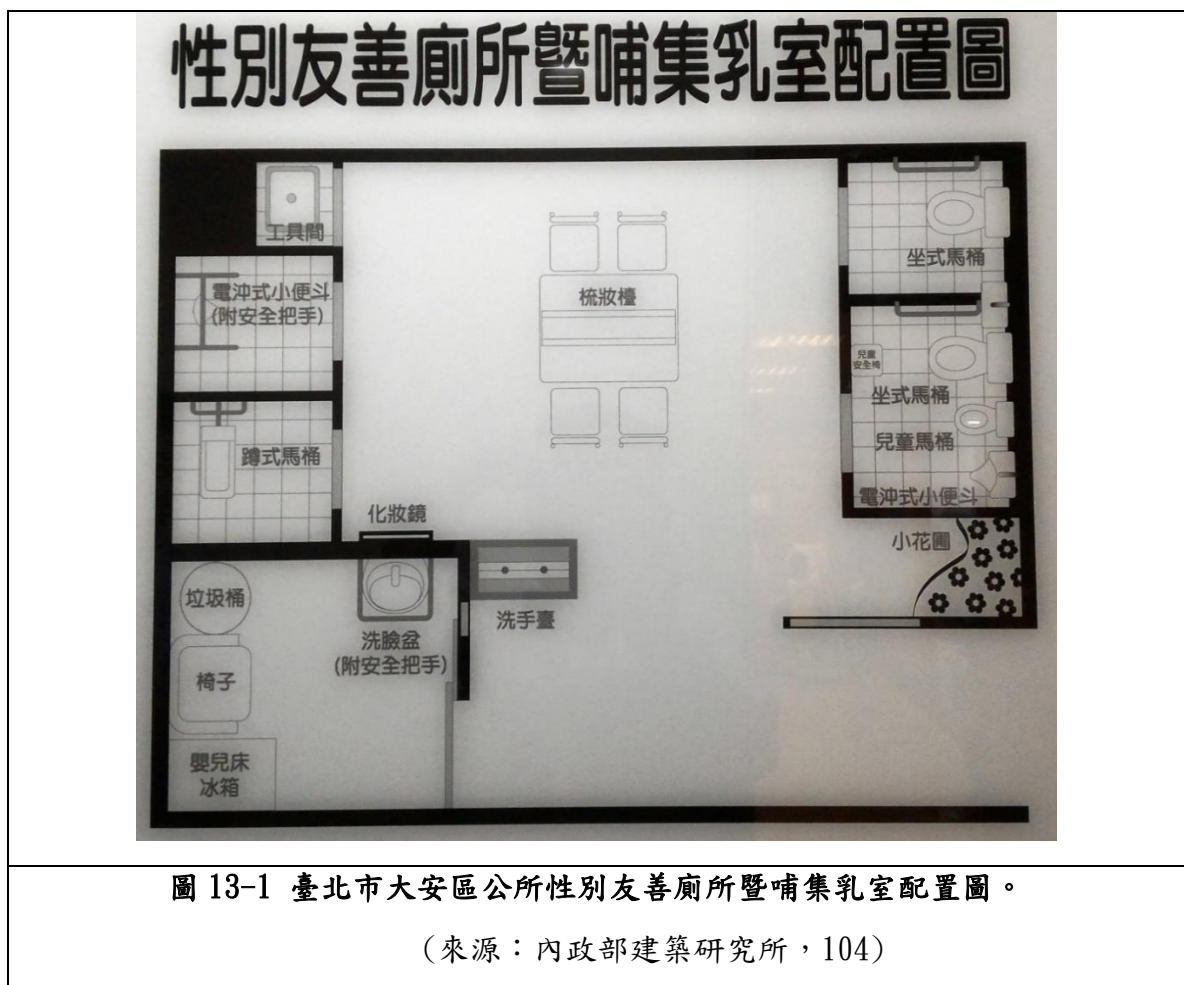 性別友善廁所暨哺集乳室配置圖
工具間
電沖式小便斗
(附安全把手)
蹲式馬桶
梳妝檯
坐式馬桶
兒童
安全椅
坐式馬桶
兒童馬桶
電沖式小便斗
小花圃
化妝鏡
洗手臺
垃圾桶
洗臉盆
(附安全把手)
椅子
嬰兒床
冰箱
圖 13-1 臺北市大安區公所性別友善廁所暨哺集乳室配置圖。
(來源：內政部建築研究所，104)